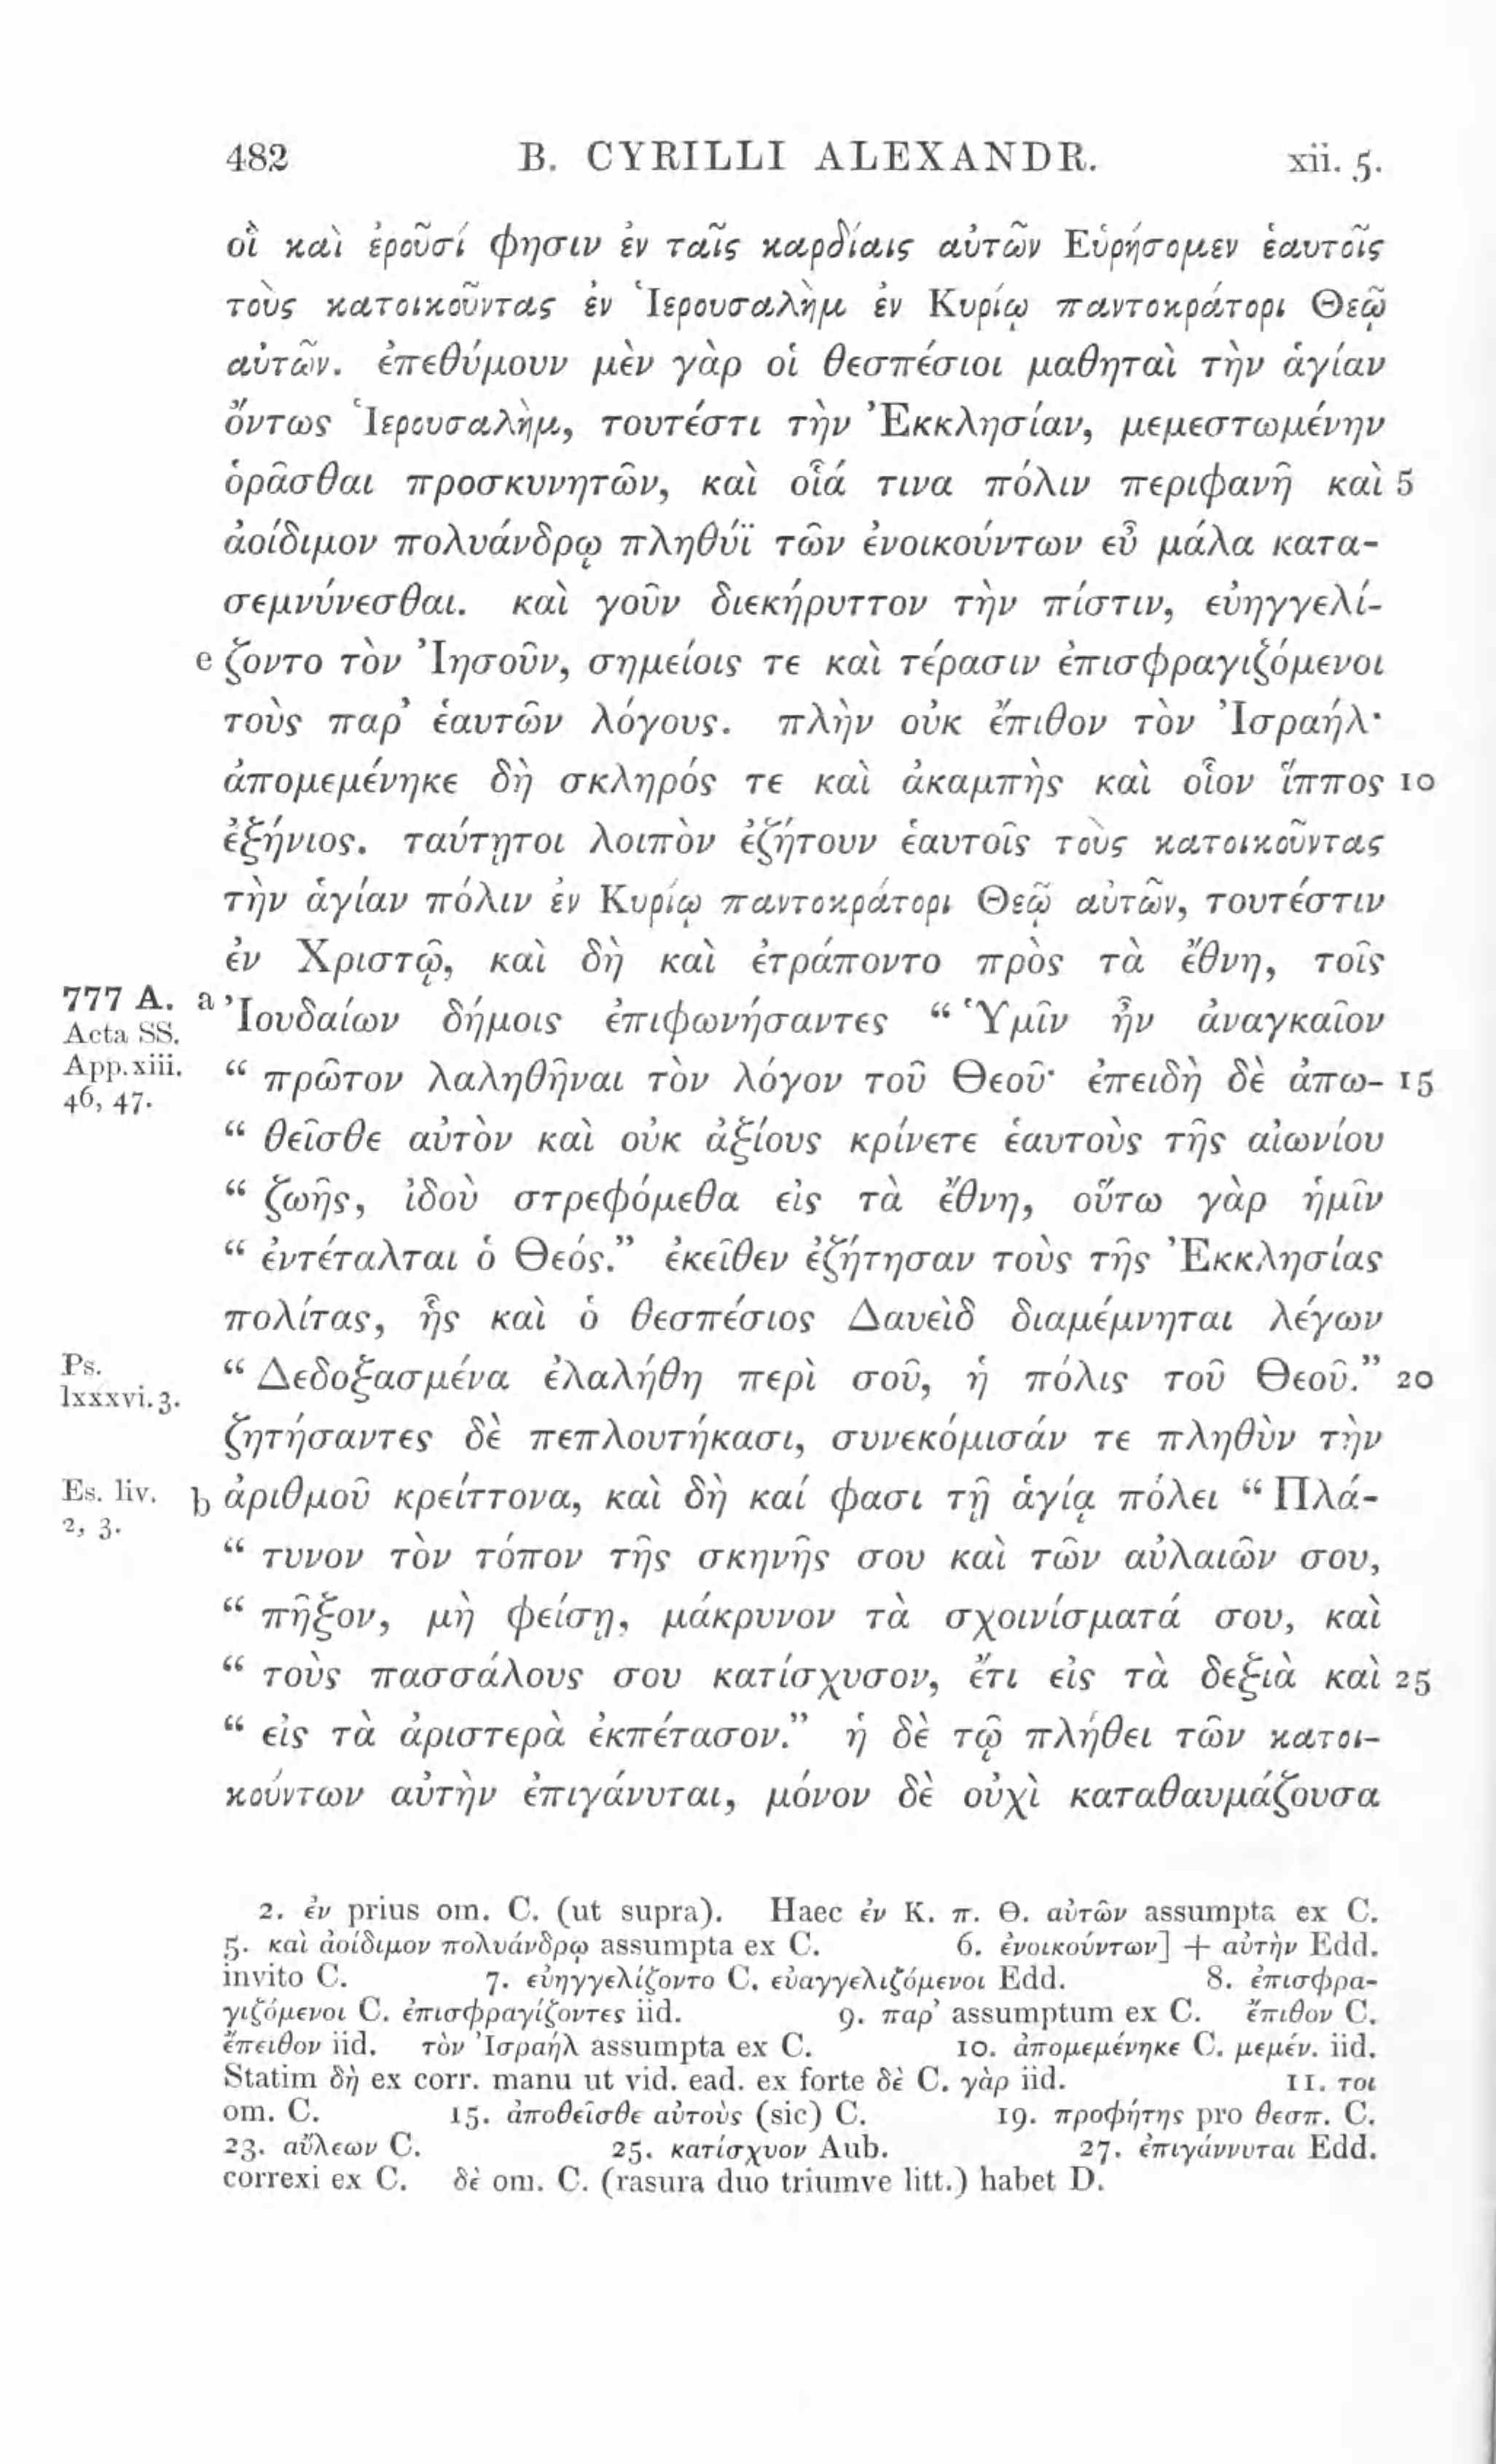 482 B. CYRILLI ALEXANDR. xii. 5.
οἳ καὶ ἐροῦσί φησιν ἐν ταῖς καρδίαις αὐτῶν Εὑρήσομεν ἑαυτοῖς
τοὺς κατοικοῦντας ἐν Ἱερουσαλὴμ ἐν Κυρίῳ παντοκράτορι Θεῷ
αὐτῶν. ἐπεθύμουν μὲν γὰρ οἱ θεσπέσιοι μαθηταὶ τὴν ἁγίαν
ὄντως Ἱερουσαλὴμ, τουτέστι τὴν Ἐκκλησίαν, μεμεστωμένην
ὁρᾶσθαι προσκυνητῶν, καὶ οἷά τινα πόλιν περιφανῆ καὶ 5
ἀοίδιμον πολυάνδρῳ πληθύϊ τῶν ἐνοικούντων εὖ μάλα κατα-
σεμνύνεσθαι. καὶ γοῦν διεκήρυττον τὴν πίστιν, εὐηγγελί-
e ζοντο τὸν Ἰησοῦν, σημείοις τε καὶ τέρασιν ἐπισφραγιζόμενοι
τοὺς παρ’ ἑαυτῶν λόγους. πλὴν οὐκ ἔπιθον τὸν Ἰσραήλ·
ἀπομεμένηκε δὴ σκληρός τε καὶ ἀκαμπὴς καὶ οἷον ἵππος 10
ἐξήνιος. ταύτῃτοι λοιπὸν ἐζήτουν ἑαυτοῖς τοὺς κατοικοῦντας
τὴν ἁγίαν πόλιν ἐν Κυρίῳ παντοκράτορι Θεῷ αὐτῶν, τουτέστιν
ἐν Χριστῷ, καὶ δὴ καὶ ἐτράποντο πρὸς τὰ ἔθνη, τοῖς
777 A. a Ἰουδαίων δήμοις ἐπιφωνήσαντες “ Ὑμῖν ἦν ἀναγκαῖον
Acta SS.
App. xiii.
46, 47.
“ πρῶτον λαληθῆναι τὸν λόγον τοῦ Θεοῦ· ἐπειδὴ δὲ ἀπω- 15
“ θεῖσθε αὐτὸν καὶ οὐκ ἀξίους κρίνετε ἑαυτοὺς τῆς αἰωνίου
“ ζωῆς, ἰδοὺ στρεφόμεθα εἰς τὰ ἔθνη, οὕτω γὰρ ἡμῖν
“ ἐντέταλται ὁ Θεός.” ἐκεῖθεν ἐζήτησαν τοὺς τῆς Ἐκκλησίας
πολίτας, ἧς καὶ ὁ θεσπέσιος Δαυεὶδ διαμέμνηται λέγων
Ps.
lxxxvi. 3.
“ Δεδοξασμένα ἐλαλήθη περὶ σοῦ, ἡ πόλις τοῦ Θεοῦ.” 20
ζητήσαντες δὲ πεπλουτήκασι, συνεκόμισάν τε πληθὺν τὴν
Es. liv.
2, 3.
b ἀριθμοῦ κρείττονα, καὶ δὴ καί φασι τῇ ἁγίᾳ πόλει “ Πλά-
“ τυνον τὸν τόπον τῆς σκηνῆς σου καὶ τῶν αὐλαιῶν σου,
“ πῆξον, μὴ φείσῃ, μάκρυνον τὰ σχοινίσματά σου, καὶ
“ τοὺς πασσάλους σου κατίσχυσον, ἔτι εἰς τὰ δεξιὰ καὶ 25
“ εἰς τὰ ἀριστερὰ ἐκπέτασον.” ἡ δὲ τῷ πλήθει τῶν κατοι-
κούντων αὐτὴν ἐπιγάνυται, μόνον δὲ οὐχὶ καταθαυμάζουσα
2. ἐν prius om. C. (ut supra). Haec ἐν Κ. π. Θ. αὐτῶν assumpta ex C.
5. καὶ ἀοίδιμον πολυάνδρῳ assumpta ex C. 6. ἐνοικούντων] + αὐτὴν Edd.
invito C. 7. εὐηγγελίζοντο C. εὐαγγελιζόμενοι Edd. 8. ἐπισφρα-
γιζόμενοι C. ἐπισφραγίζοντες iid. 9. παρ’ assumptum ex C. ἔπιθον C.
ἔπειθον iid. τὸν Ἰσραήλ assumpta ex C. 10. ἀπομεμένηκε C. μεμέν. iid.
Statim δὴ ex corr. manu ut vid. ead. ex forte δὲ C. γὰρ iid. 11. τοι
om. C. 15. ἀποθεῖσθε αὐτοὺς (sic) C. 19. προφήτης pro θεσπ. C.
23. αὔλεων C. 25. κατίσχυον Aub. 27. ἐπιγάννυται Edd.
correxi ex C. δὲ om. C. (rasura duo triumve litt.) habet D.